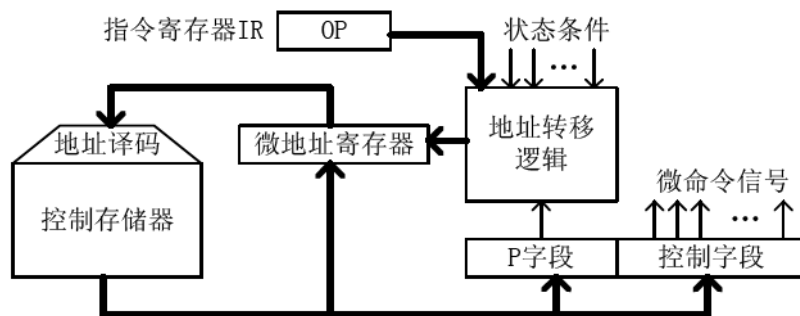 指令寄存器IR
OP
状态条件
...
地址译码
微地址寄存器
地址转移
逻辑
控制存储器
微命令信号
...
P字段
控制字段